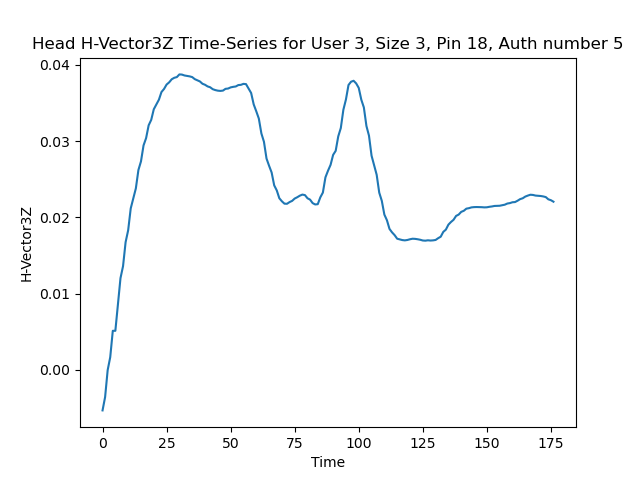 Head H-Vector3Z Time-Series for User 3, Size 3, Pin 18, Auth number 5
0.04
0.03
0.02
0.01
0.00
H-Vector3Z
0 25 50 75 100 125 150 175
Time